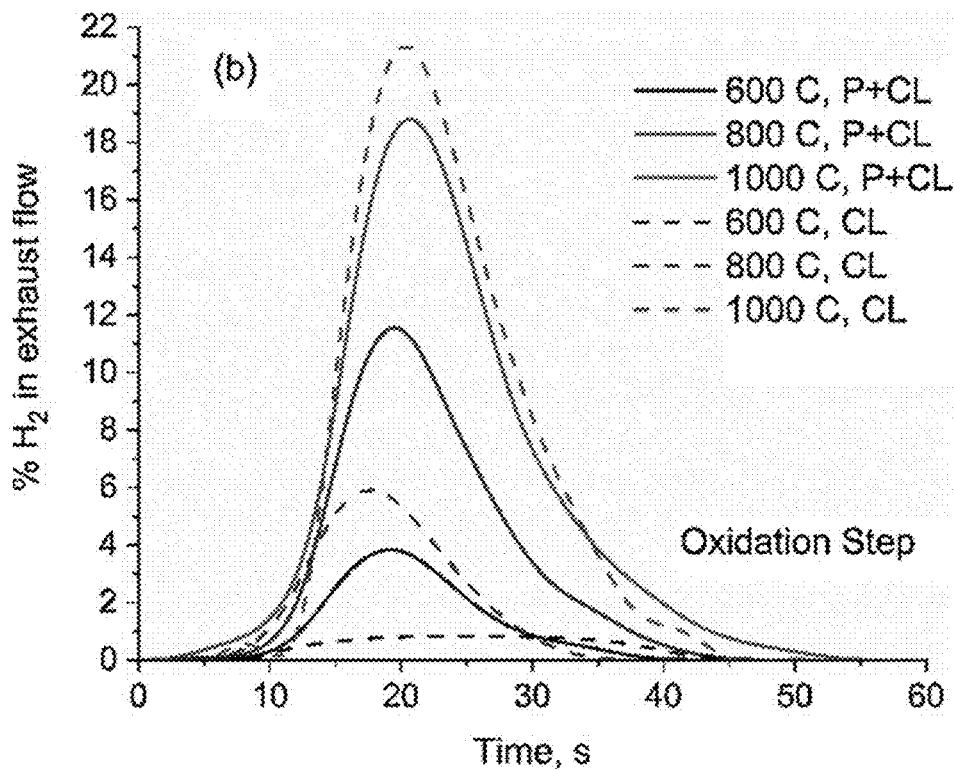 (b)
600 C, P+CL
800 C, P+CL
1000 C, P+CL
600 C, CL
800 C, CL
1000 C, CL
Oxidation Step
% H₂ in exhaust flow
22
20
18
16
14
12
10
8
6
4
2
0
0 10 20 30 40 50 60
Time, s